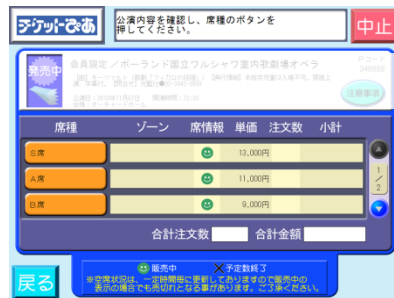 チケットぴあ
公演内容を確認し、席種のボタンを
押してください。
中止
発売中
会員限定 ／ポーランド国立ワルシャワ室内歌劇場オペラ
Pコード
注意事項
席種 ゾーン 席情報 単価 注文数 小計
S席 13,000円
A席 11,000円
B席 9,000円
1/2
合計注文数 合計金額
戻る
販売中 予定数終了
※空席状況は、一定時間毎に更新しておりますので販売中の
表示の場合でも売切れとなる事があります。ご了承ください。